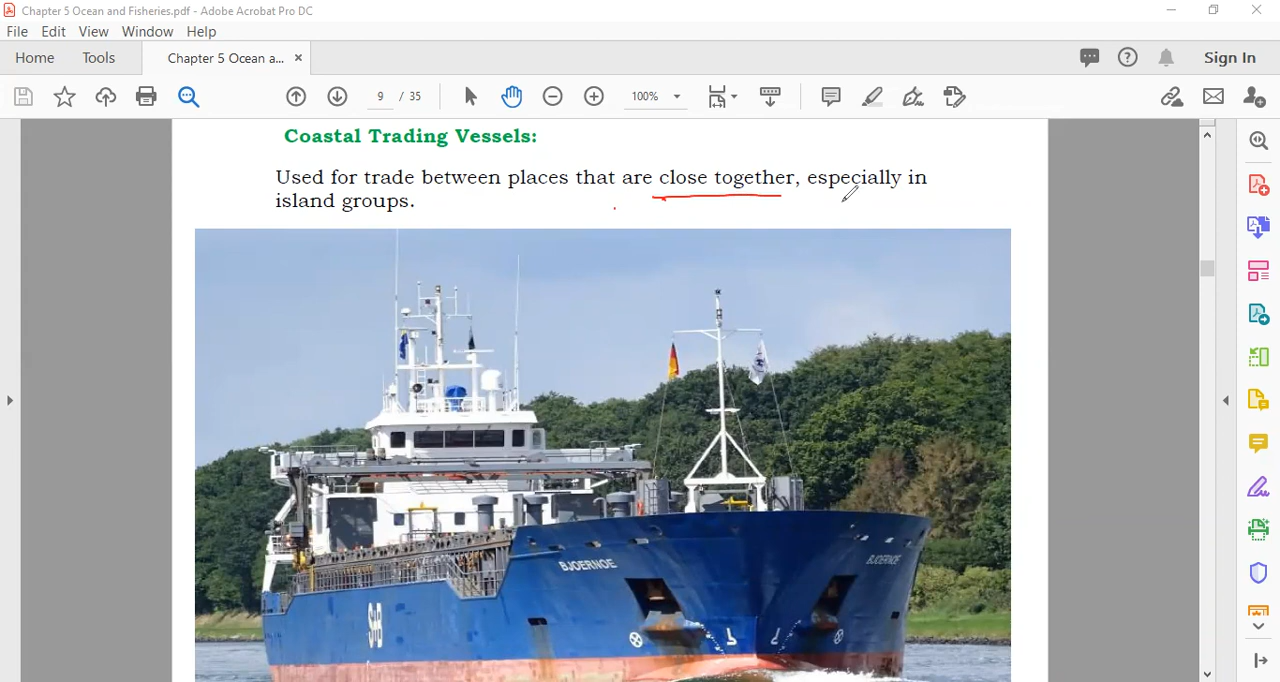 Chapter 5 Ocean and Fisheries.pdf - Adobe Acrobat Pro DC
File Edit View Window Help
Home Tools Chapter 5 Ocean a... × Sign In
9 / 35 100%
Coastal Trading Vessels:
Used for trade between places that are close together, especially in
island groups.
BJOERNOE BJOERNOE